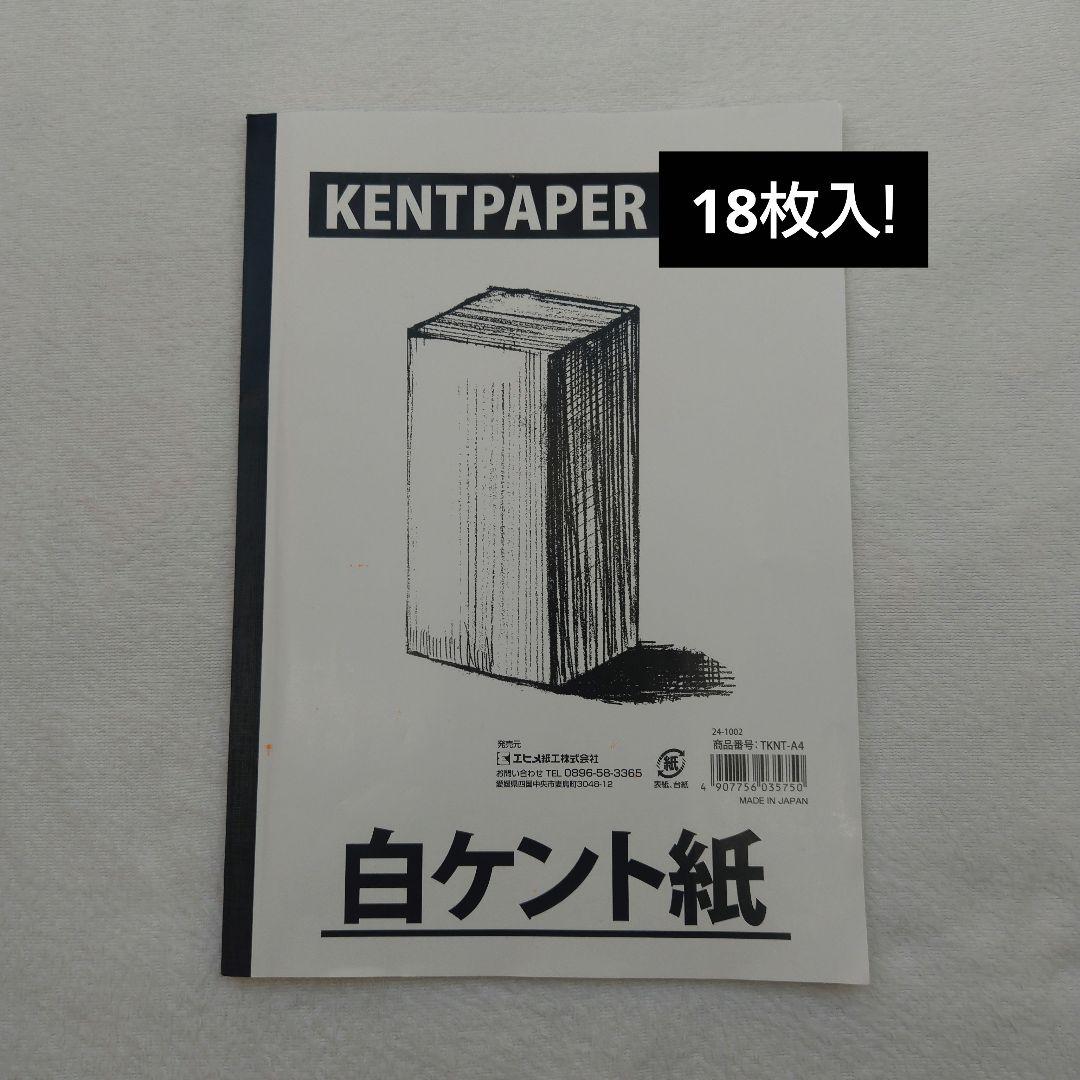 KENTPAPER
18枚入!
24-1002
商品番号:TKNT-A4
発売元
エヒメ紙工株式会社
お問い合わせ TEL 0896-58-3365
愛媛県四国中央市妻鳥町3048-12
紙
表紙、台紙
4 907756 035750
MADE IN JAPAN
白ケント紙